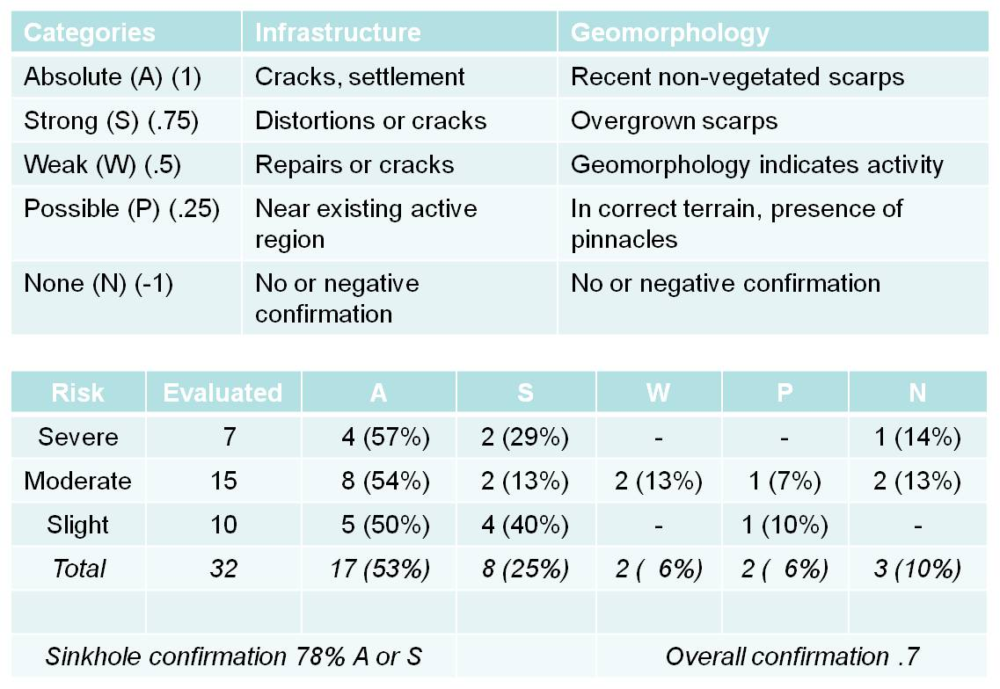 Categories Infrastructure Geomorphology
Absolute (A) (1) Cracks, settlement Recent non-vegetated scarps
Strong (S) (.75) Distortions or cracks Overgrown scarps
Weak (W) (.5) Repairs or cracks Geomorphology indicates activity
Possible (P) (.25) Near existing active In correct terrain, presence of
region pinnacles
None (N) (-1) No or negative No or negative confirmation
confirmation
Risk Evaluated A S W P N
Severe 7 4 (57%) 2 (29%) - - 1 (14%)
Moderate 15 8 (54%) 2 (13%) 2 (13%) 1 (7%) 2 (13%)
Slight 10 5 (50%) 4 (40%) - 1 (10%) -
Total 32 17 (53%) 8 (25%) 2 ( 6%) 2 ( 6%) 3 (10%)
Sinkhole confirmation 78% A or S Overall confirmation .7